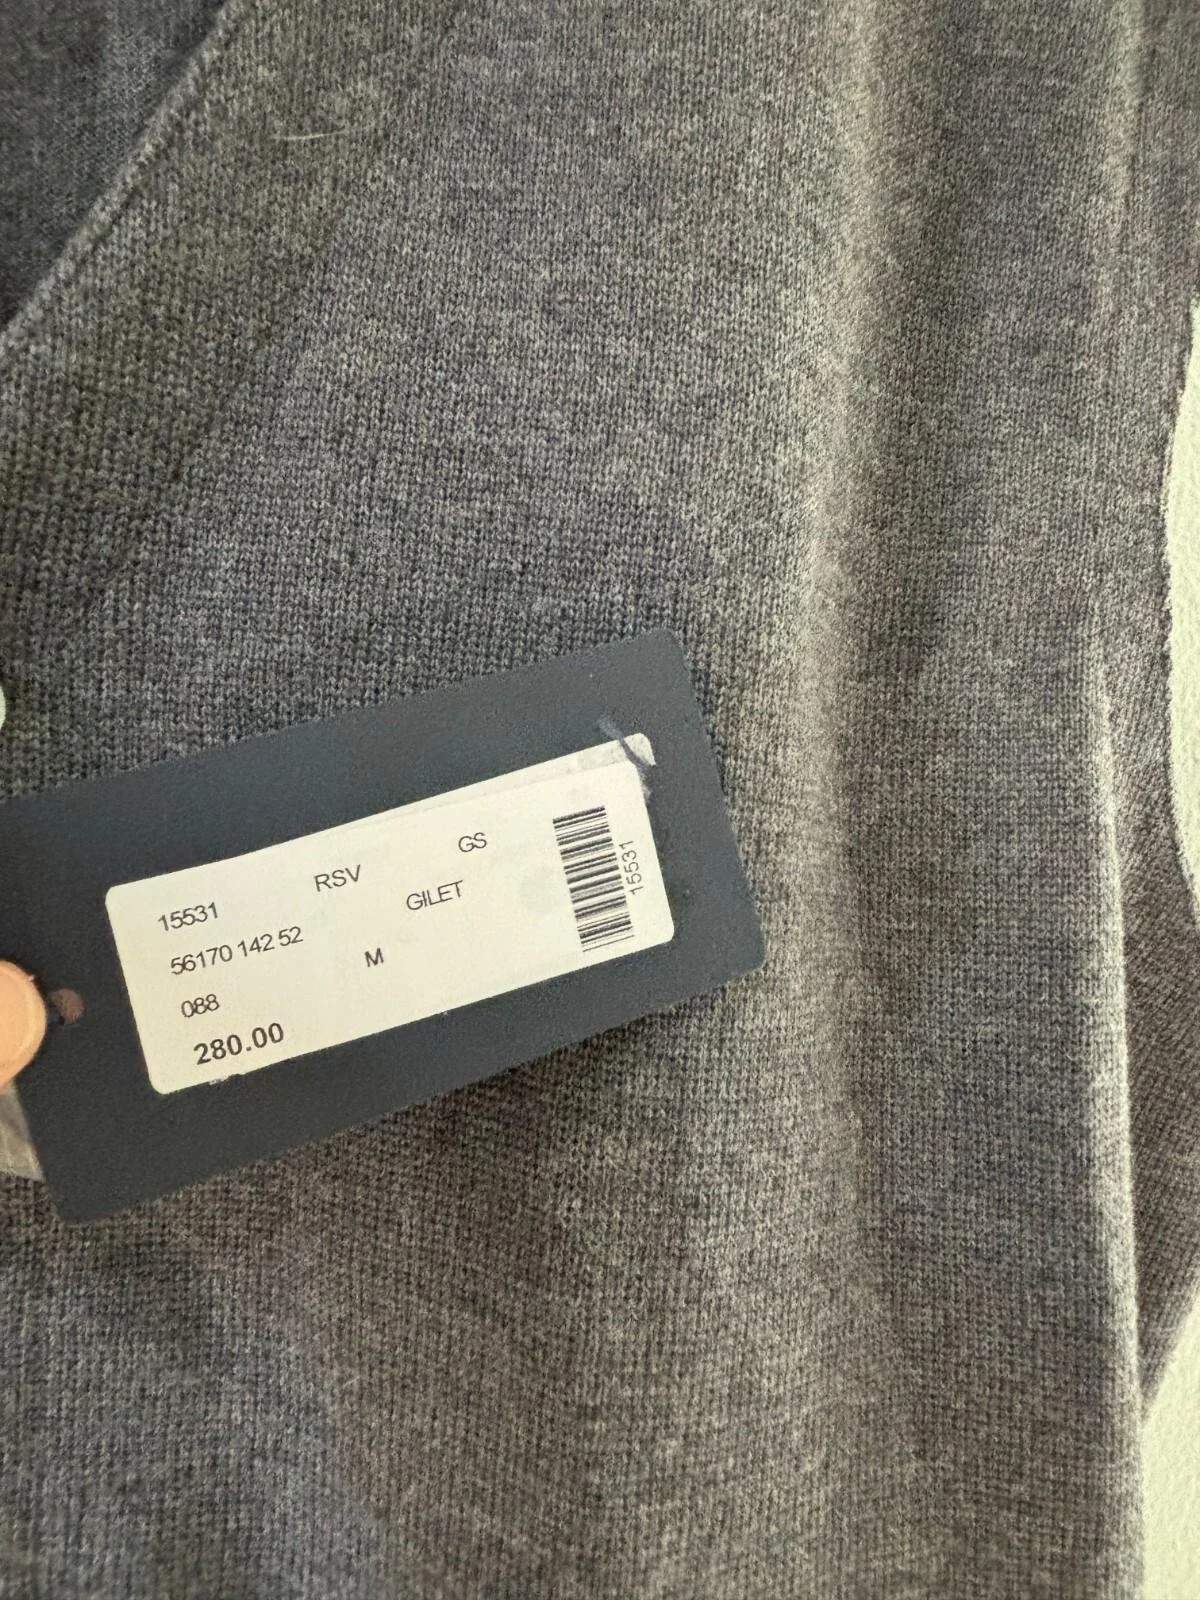 15531 RSV GS
56170 142 52 GILET
088 M
280.00
15531